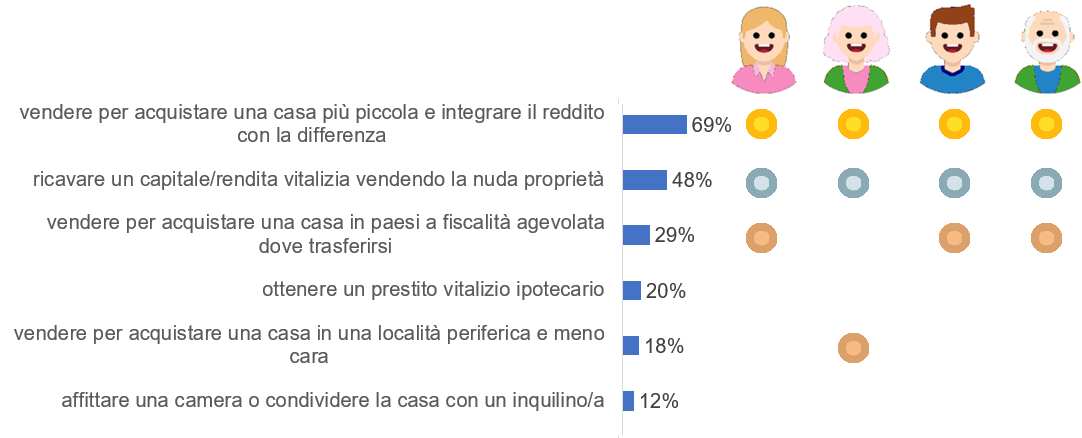 vendere per acquistare una casa più piccola e integrare il reddito
con la differenza
69%
ricavare un capitale/rendita vitalizia vendendo la nuda proprietà
48%
vendere per acquistare una casa in paesi a fiscalità agevolata
dove trasferirsi
29%
ottenere un prestito vitalizio ipotecario
20%
vendere per acquistare una casa in una località periferica e meno
cara
18%
affittare una camera o condividere la casa con un inquilino/a
12%